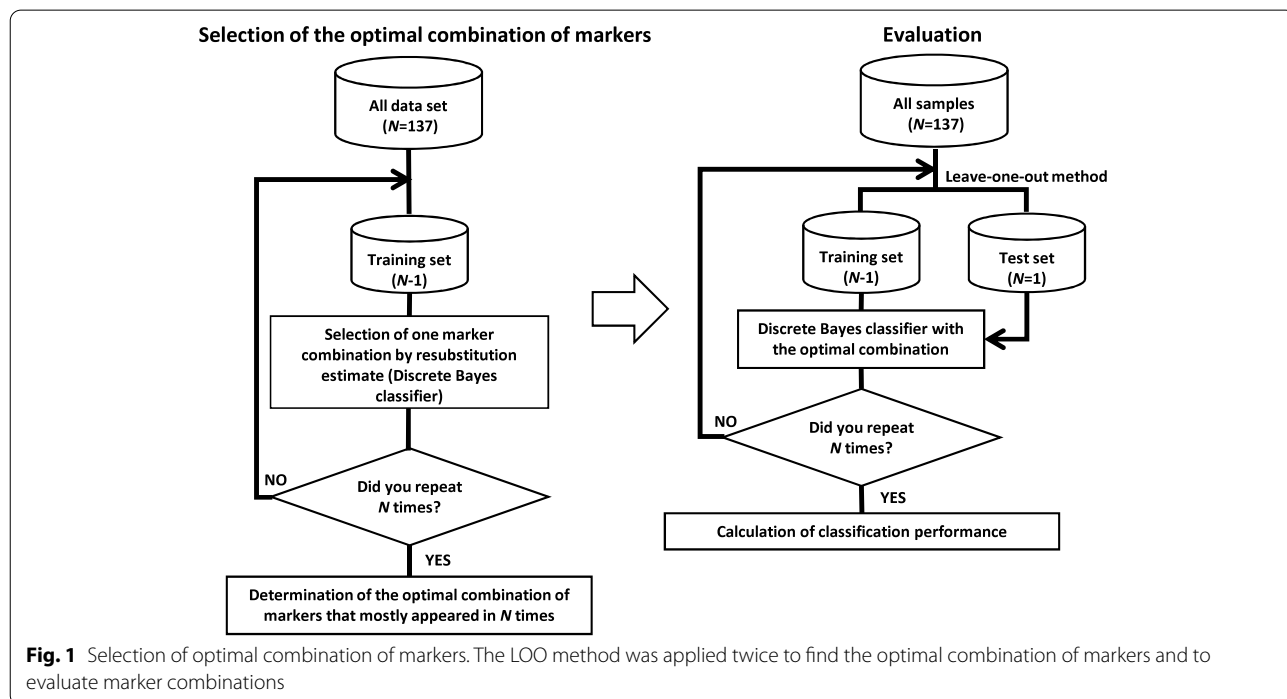 Selection of the optimal combination of markers
All data set
(N=137)
Training set
(N-1)
Selection of one marker
combination by resubstitution
estimate (Discrete Bayes
classifier)
NO
Did you repeat
N times?
YES
Determination of the optimal combination of
markers that mostly appeared in N times
Evaluation
All samples
(N=137)
Leave-one-out method
Training set
(N-1)
Test set
(N=1)
Discrete Bayes classifier with
the optimal combination
NO
Did you repeat
N times?
YES
Calculation of classification performance
Fig. 1 Selection of optimal combination of markers. The LOO method was applied twice to find the optimal combination of markers and to
evaluate marker combinations